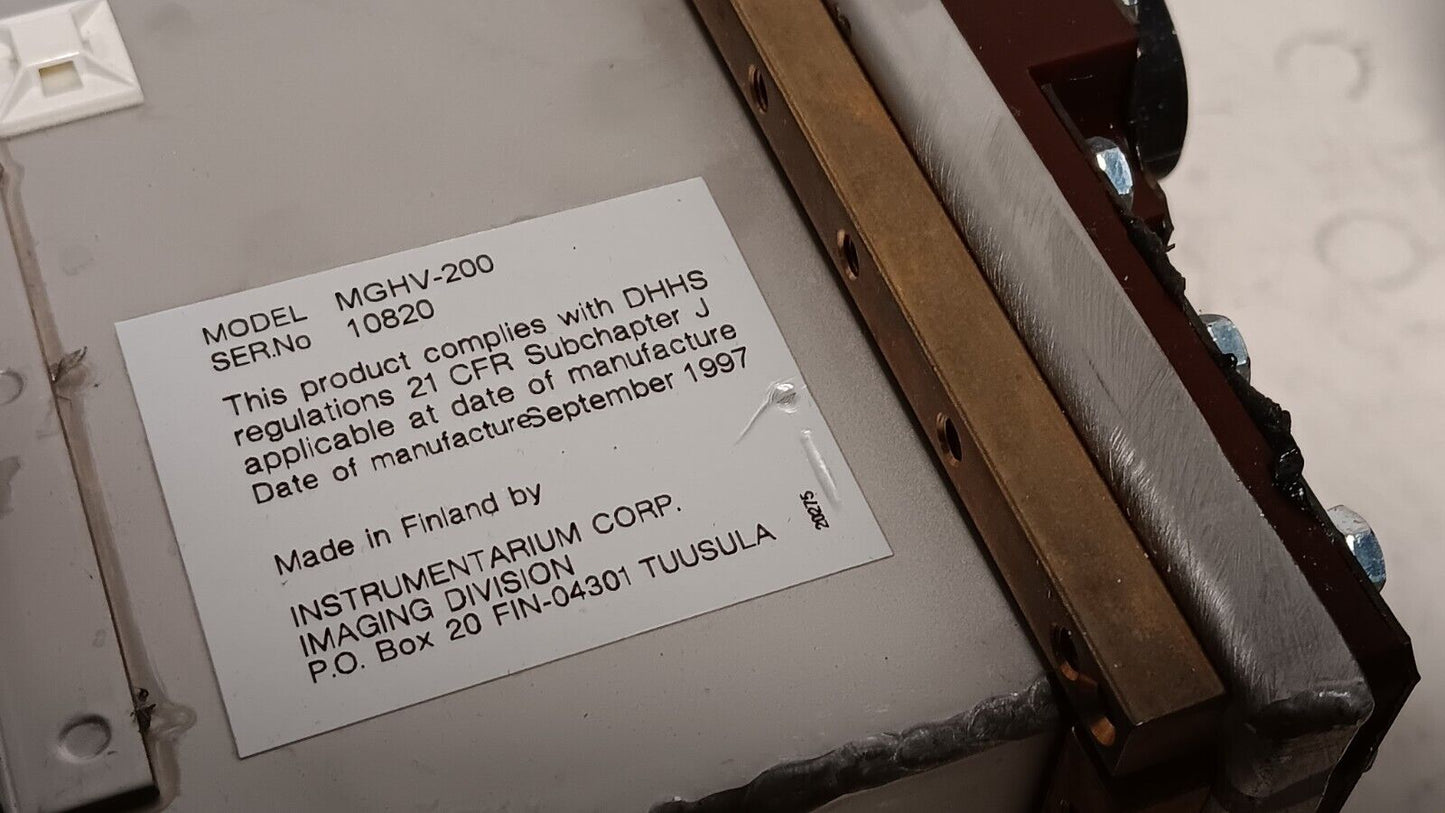 MODEL MGHV-200
SER.No 10820
This product complies with DHHS
regulations 21 CFR Subchapter J
applicable at date of manufacture
Date of manufactureSeptember 1997
Made in Finland by
INSTRUMENTARIUM CORP.
IMAGING DIVISION
P.O. Box 20 FIN-04301 TUUSULA
28275